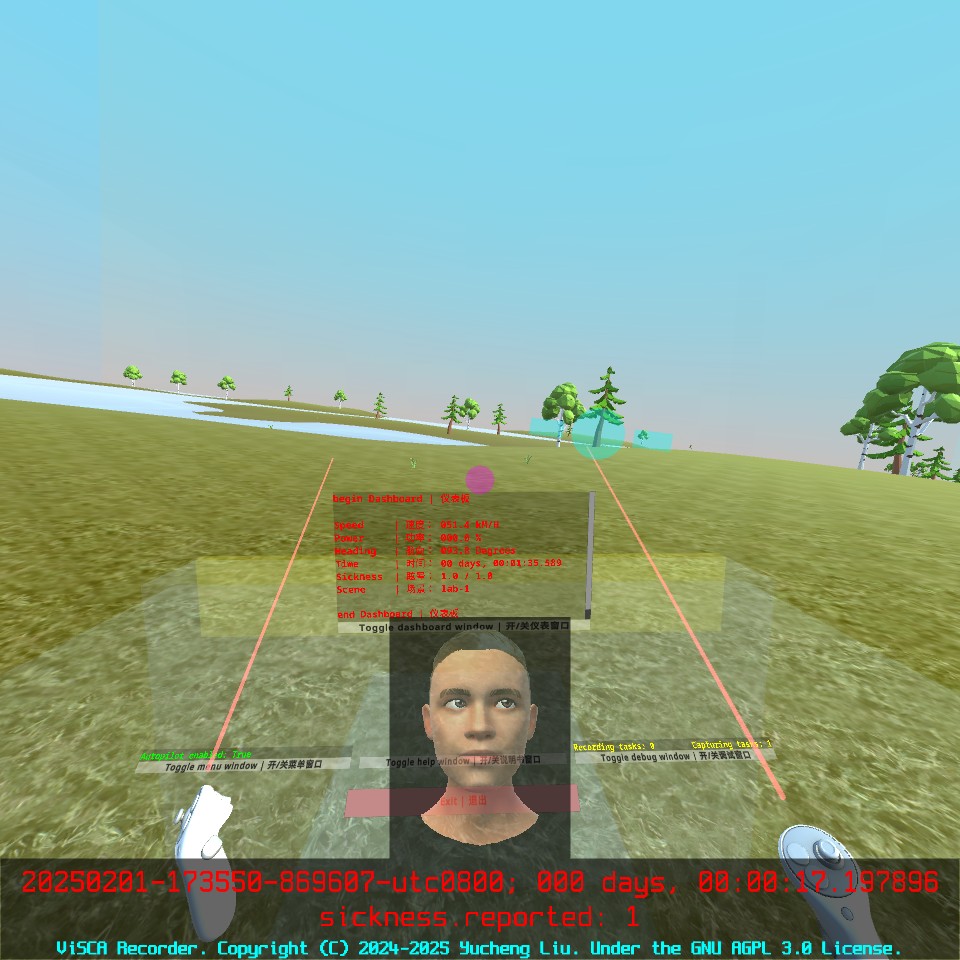 begin Dashboard | 仪表板
Speed | 速度: 051.4 kM/H
Power | 功率: 000.0 %
Heading | 航向: 093.8 Degrees
Time | 时间: 00 days, 00:01:35.589
Sickness | 晕号: 1.0 / 1.0
Scene | 场景: lab-1
end Dashboard | 仪表板
Toggle dashboard window | 开/关仪表窗口
Recording tasks: 0 Capturing tasks: 1
Autopilot enabled: True
Toggle menu window | 开/关菜单窗口
Toggle help window | 开/关说明书窗口
Toggle debug window | 开/关调试窗口
Exit | 退出
20250201-173550-869607-utc0800; 000 days, 00:00:17.197896
sickness.reported: 1
ViSCA Recorder. Copyright (C) 2024-2025 Yucheng Liu. Under the GNU AGPL 3.0 License.